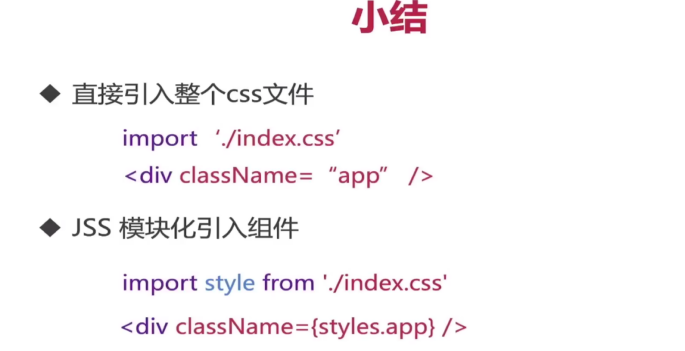 小结
◆ 直接引入整个css文件
import ‘./index.css’
<div className= “app” />
◆ JSS 模块化引入组件
import style from './index.css'
<div className={styles.app} />